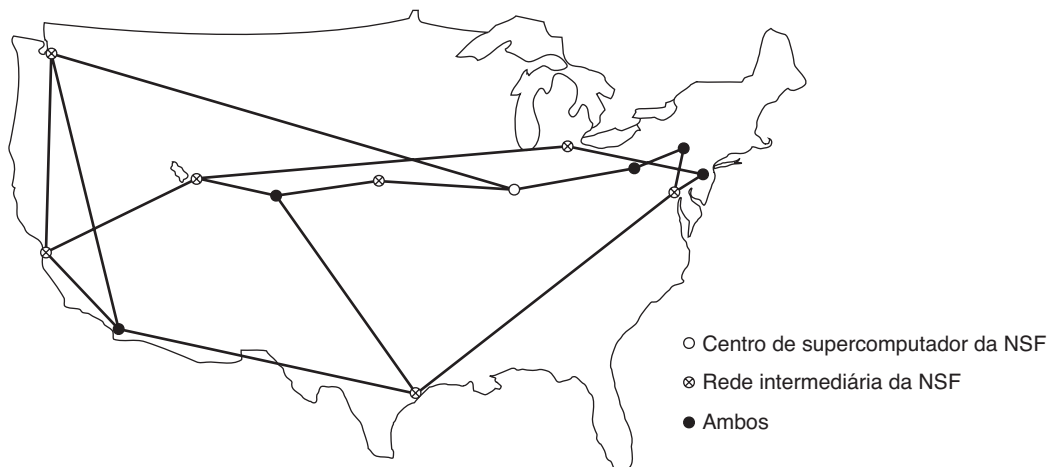 Centro de supercomputador da NSF
Rede intermediária da NSF
Ambos